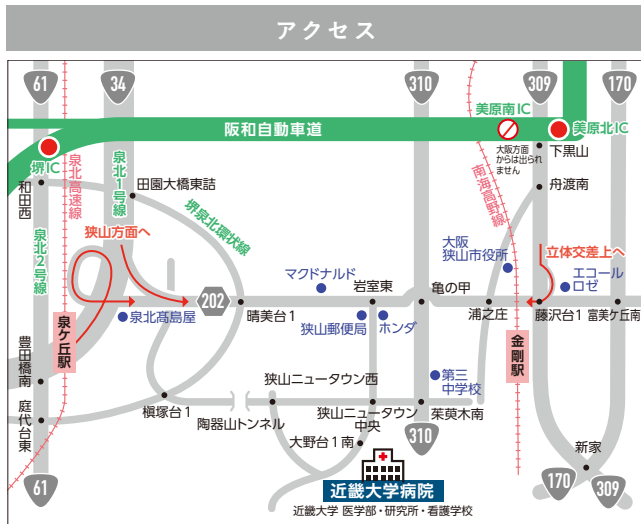 アクセス
61
34
310
309
170
美原南IC
美原北IC
阪和自動車道
大阪方面
からは出られ
ません
下黒山
堺IC
泉北高速線
泉北1号線
和田西
田園大橋東詰
舟渡南
南海高野線
狭山方面へ
堺泉北環状線
大阪
狭山市役所
立体交差上へ
泉北2号線
マクドナルド
岩室東
亀の甲
エコール
ロゼ
202
泉北髙島屋
晴美台1
狭山郵便局
ホンダ
浦之庄
藤沢台1
富美ケ丘南
泉ケ丘駅
金剛駅
豊田橋南
狭山ニュータウン西
第三
中学校
槇塚台1
陶器山トンネル
狭山ニュータウン
中央
茱萸木南
庭代台東
大野台1南
310
新家
61
近畿大学病院
170
309
近畿大学 医学部・研究所・看護学校